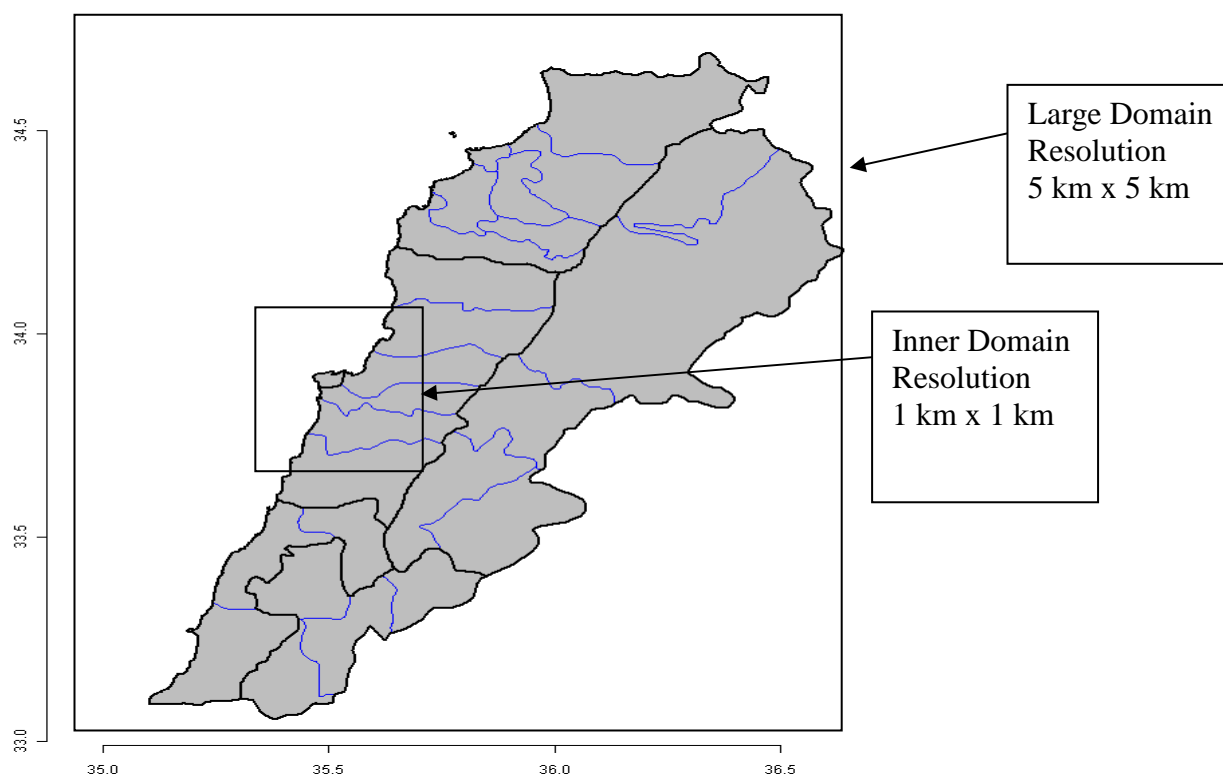 Large Domain
Resolution
5 km x 5 km
Inner Domain
Resolution
1 km x 1 km
34.5
34.0
33.5
33.0
35.0 35.5 36.0 36.5